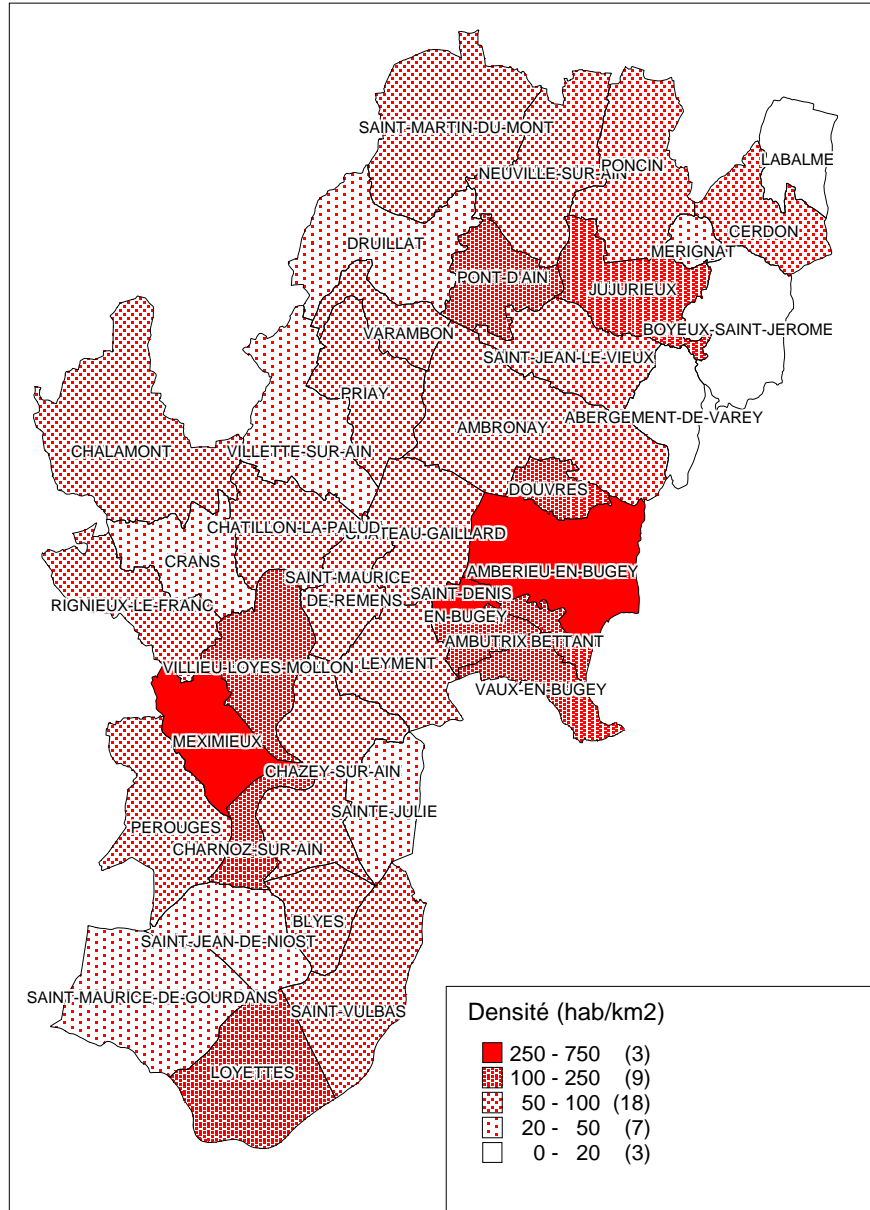 SAINT-MARTIN-DU-MONT
LABALME
PONCIN
NEUVILLE-SUR-AIN
CERDON
DRUILLAT
MERIGNAT
PONT-D'AIN
JUJURIEUX
BOYEUX-SAINT-JEROME
VARAMBON
SAINT-JEAN-LE-VIEUX
PRIAY
ABERGEMENT-DE-VAREY
AMBRONAY
CHALAMONT
VILLETTE-SUR-AIN
DOUVRES
CHATILLON-LA-PALUD
CHATEAU-GAILLARD
CRANS
AMBERIEU-EN-BUGEY
SAINT-MAURICE
DE-REMENS
SAINT-DENIS
EN-BUGEY
RIGNIEUX-LE-FRANC
AMBUTRIX
BETTANT
VILLIEU-LOYES-MOLLON
LEYMENT
VAUX-EN-BUGEY
MEXIMIEUX
CHAZEY-SUR-AIN
SAINTE-JULIE
PEROUGES
CHARNOZ-SUR-AIN
BLYES
SAINT-JEAN-DE-NIOST
SAINT-MAURICE-DE-GOURDANS
SAINT-VULBAS
LOYETTES
Densité (hab/km2)
250 - 750 (3)
100 - 250 (9)
50 - 100 (18)
20 - 50 (7)
0 - 20 (3)